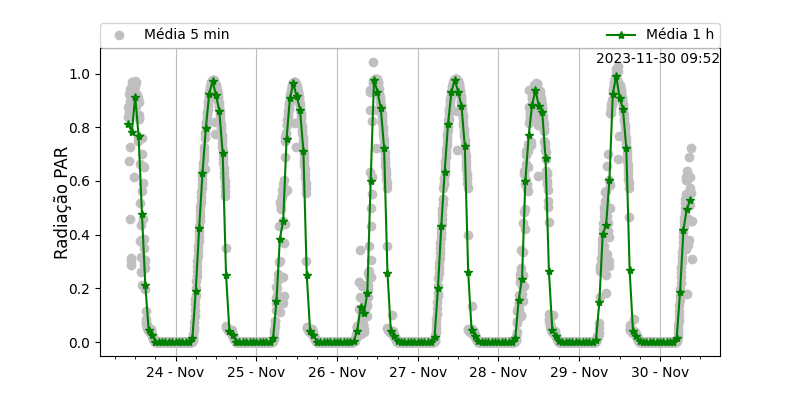 Média 5 min
Média 1 h
2023-11-30 09:52
Radiação PAR
1.0
0.8
0.6
0.4
0.2
0.0
24 - Nov
25 - Nov
26 - Nov
27 - Nov
28 - Nov
29 - Nov
30 - Nov